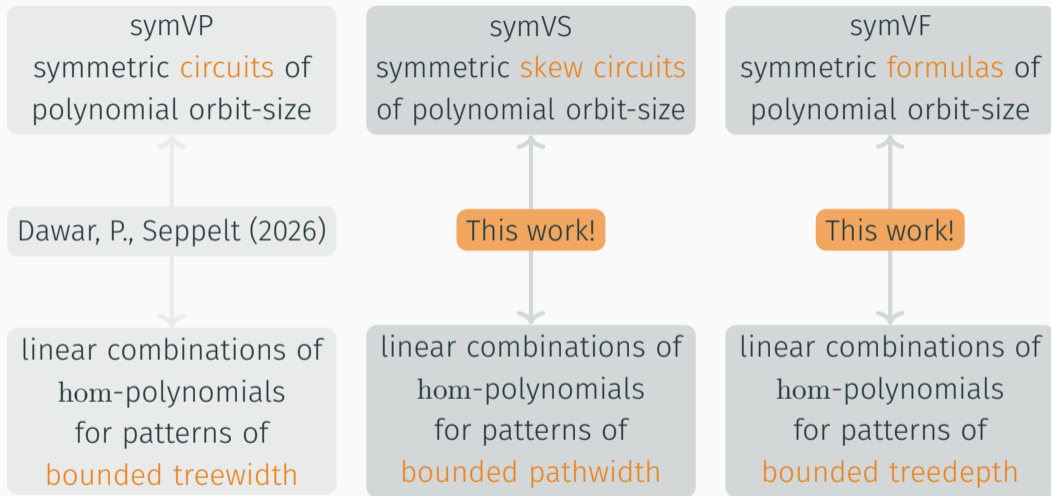 symVP
symmetric circuits of
polynomial orbit-size
symVS
symmetric skew circuits
of polynomial orbit-size
symVF
symmetric formulas of
polynomial orbit-size
Dawar, P., Seppelt (2026)
This work!
This work!
linear combinations of
hom-polynomials
for patterns of
bounded treewidth
linear combinations of
hom-polynomials
for patterns of
bounded pathwidth
linear combinations of
hom-polynomials
for patterns of
bounded treedepth